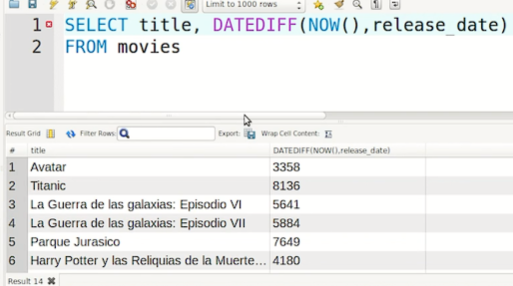 Limit to 1000 rows
1 SELECT title, DATEDIFF(NOW(),release_date)
2 FROM movies
Result Grid Filter Rows: Export: Wrap Cell Content:
# title DATEDIFF(NOW(),release_date)
1 Avatar 3358
2 Titanic 8136
3 La Guerra de las galaxias: Episodio VI 5641
4 La Guerra de las galaxias: Episodio VII 5884
5 Parque Jurasico 7649
6 Harry Potter y las Reliquias de la Muerte... 4180
Result 14